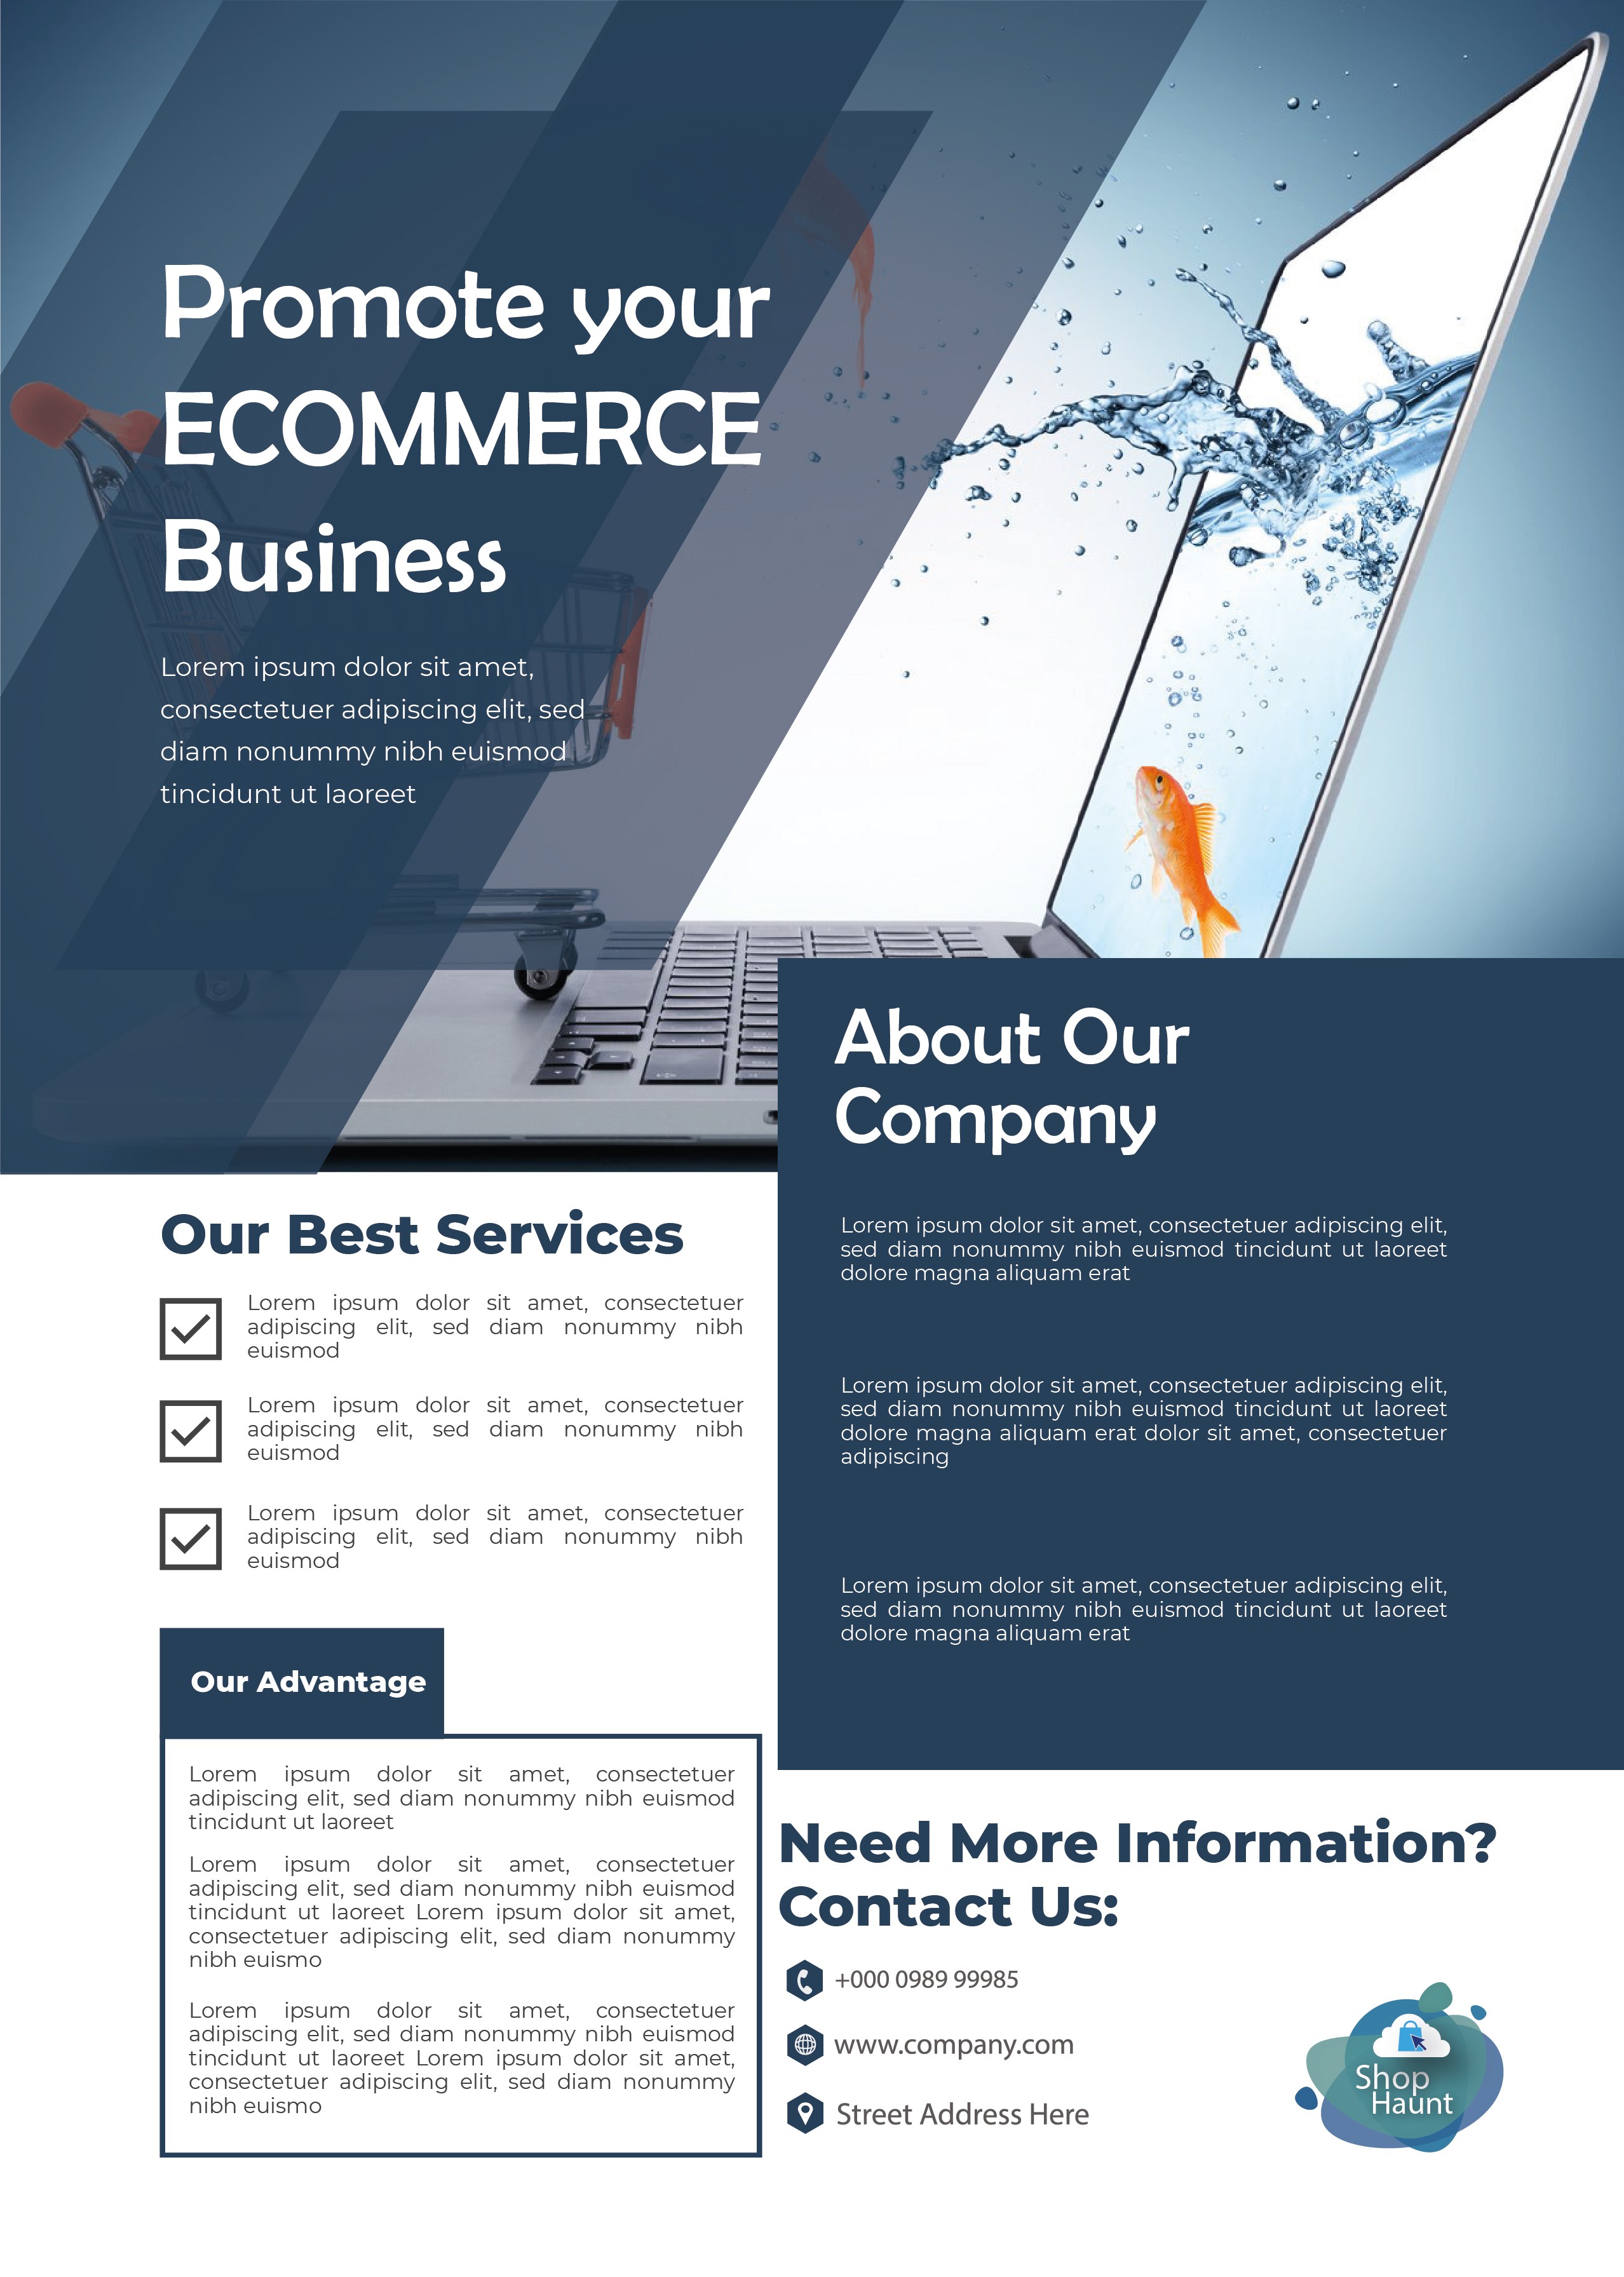 Promote your
ECOMMERCE
Business
Lorem ipsum dolor sit amet,
consectetuer adipiscing elit, sed
diam nonummy nibh euismod
tincidunt ut laoreet
About Our
Company
Lorem ipsum dolor sit amet, consectetuer adipiscing elit,
sed diam nonummy nibh euismod tincidunt ut laoreet
dolore magna aliquam erat
Lorem ipsum dolor sit amet, consectetuer adipiscing elit,
sed diam nonummy nibh euismod tincidunt ut laoreet
dolore magna aliquam erat dolor sit amet, consectetuer
adipiscing
Lorem ipsum dolor sit amet, consectetuer adipiscing elit,
sed diam nonummy nibh euismod tincidunt ut laoreet
dolore magna aliquam erat
Our Best Services
Lorem ipsum dolor sit amet, consectetuer
adipiscing elit, sed diam nonummy nibh
euismod
Lorem ipsum dolor sit amet, consectetuer
adipiscing elit, sed diam nonummy nibh
euismod
Lorem ipsum dolor sit amet, consectetuer
adipiscing elit, sed diam nonummy nibh
euismod
Our Advantage
Lorem ipsum dolor sit amet, consectetuer
adipiscing elit, sed diam nonummy nibh euismod
tincidunt ut laoreet
Lorem ipsum dolor sit amet, consectetuer
adipiscing elit, sed diam nonummy nibh euismod
tincidunt ut laoreet Lorem ipsum dolor sit amet,
consectetuer adipiscing elit, sed diam nonummy
nibh euismo
Lorem ipsum dolor sit amet, consectetuer
adipiscing elit, sed diam nonummy nibh euismod
tincidunt ut laoreet Lorem ipsum dolor sit amet,
consectetuer adipiscing elit, sed diam nonummy
nibh euismo
Need More Information?
Contact Us:
+000 0989 99985
www.company.com
Street Address Here
Shop
Haunt